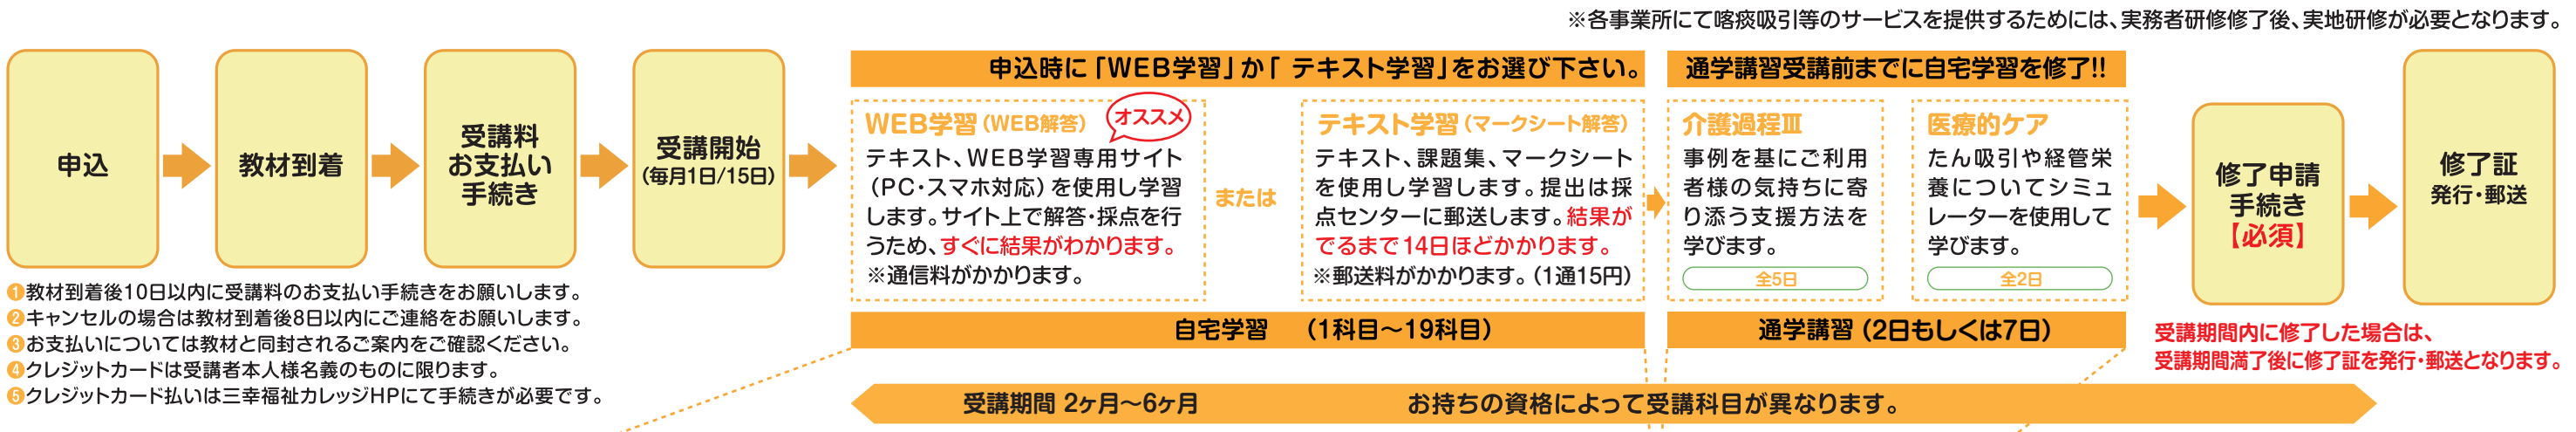 ※各事業所にて喀痰吸引等のサービスを提供するためには、実務者研修修了後、実地研修が必要となります。
申込
教材到着
受講料
お支払い
手続き
受講開始
（毎月1日/15日）
申込時に「WEB学習」か「 テキスト学習」をお選び下さい。
WEB学習（WEB解答）
オススメ
テキスト、WEB学習専用サイト
（PC・スマホ対応）を使用し学習
します。サイト上で解答・採点を行
うため、すぐに結果がわかります。
※通信料がかかります。
または
テキスト学習（マークシート解答）
テキスト、課題集、マークシート
を使用し学習します。提出は採
点センターに郵送します。結果が
でるまで14日ほどかかります。
※郵送料がかかります。（1通15円）
自宅学習　（1科目～19科目）
通学講習受講前までに自宅学習を修了!!
介護過程Ⅲ
事例を基にご利用
者様の気持ちに寄
り添う支援方法を
学びます。
全5日
医療的ケア
たん吸引や経管栄
養についてシミュ
レーターを使用して
学びます。
全2日
通学講習（2日もしくは7日）
修了申請
手続き
【必須】
修了証
発行・郵送
❶教材到着後10日以内に受講料のお支払い手続きをお願いします。
❷キャンセルの場合は教材到着後8日以内にご連絡をお願いします。
❸お支払いについては教材と同封されるご案内をご確認ください。
❹クレジットカードは受講者本人様名義のものに限ります。
❺クレジットカード払いは三幸福祉カレッジHPにて手続きが必要です。
受講期間内に修了した場合は、
受講期間満了後に修了証を発行・郵送となります。
受講期間 2ヶ月～6ヶ月
お持ちの資格によって受講科目が異なります。